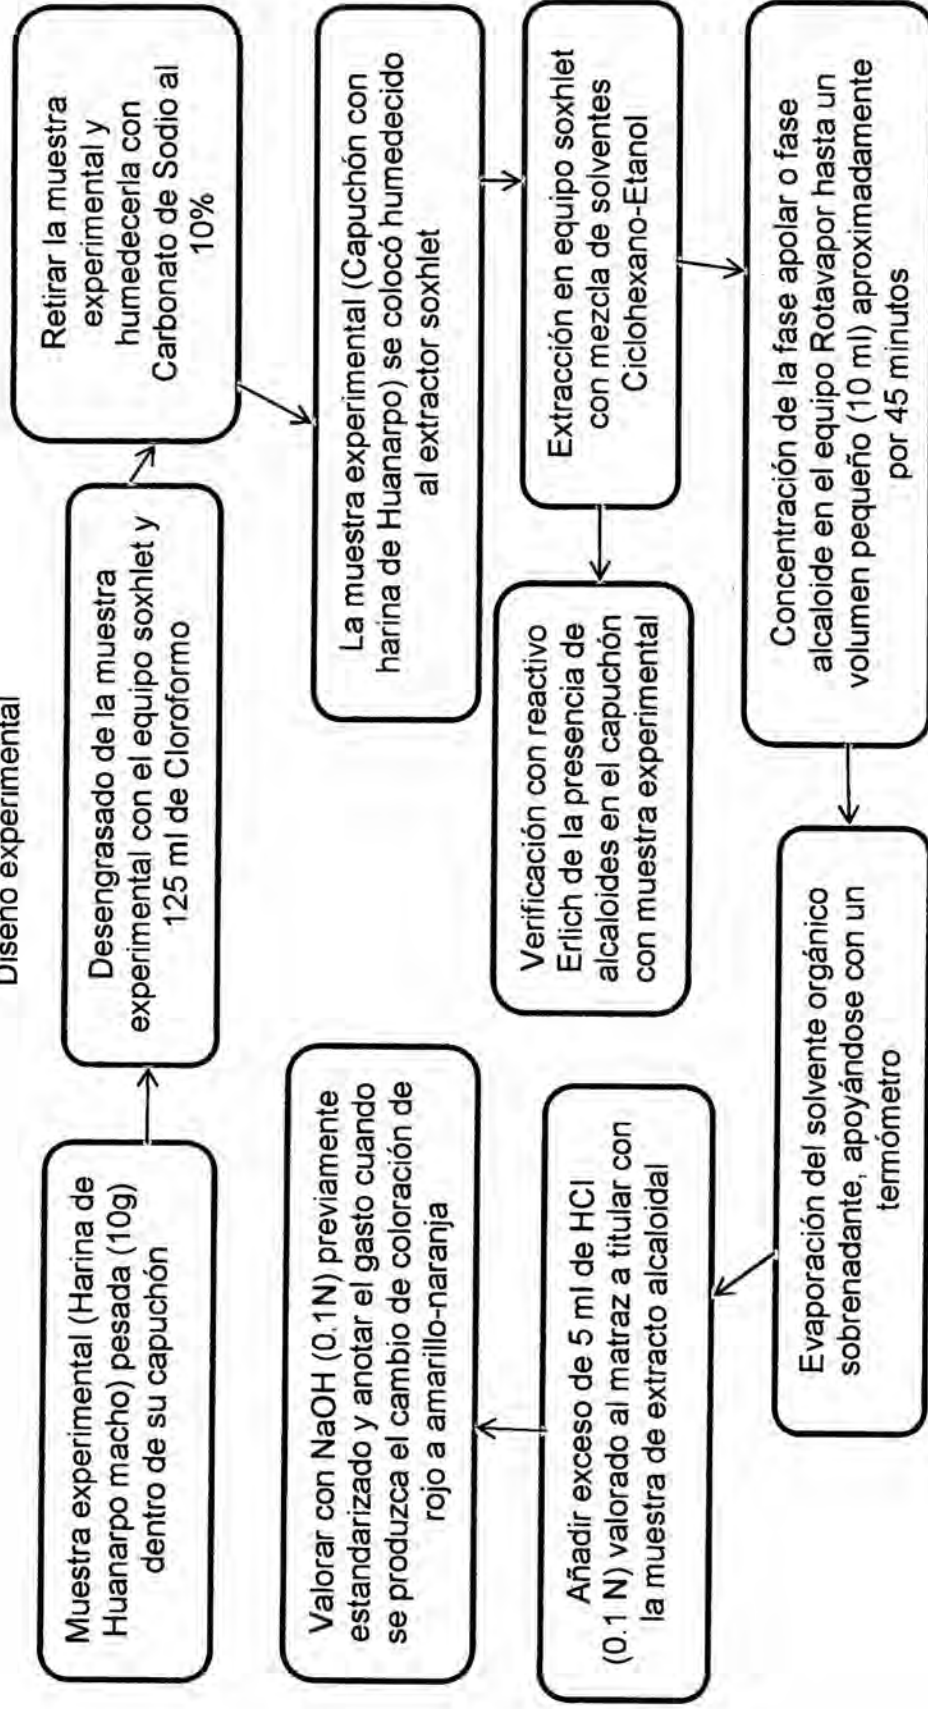 Diseño experimental
Muestra experimental (Harina de
Huanarpo macho) pesada (10g)
dentro de su capuchón
Desengrasado de la muestra
experimental con el equipo soxhlet y
125 ml de Cloroformo
Retirar la muestra
experimental y
humedecerla con
Carbonato de Sodio al
10%
La muestra experimental (Capuchón con
harina de Huanarpo) se colocó humedecido
al extractor soxhlet
Extracción en equipo soxhlet
con mezcla de solventes
Ciclohexano-Etanol
Verificación con reactivo
Erlich de la presencia de
alcaloides en el capuchón
con muestra experimental
Concentración de la fase apolar o fase
alcaloide en el equipo Rotavapor hasta un
volumen pequeño (10 ml) aproximadamente
por 45 minutos
Evaporación del solvente orgánico
sobrenadante, apoyándose con un
termómetro
Añadir exceso de 5 ml de HCl
(0.1 N) valorado al matraz a titular con
la muestra de extracto alcaloidal
Valorar con NaOH (0.1N) previamente
estandarizado y anotar el gasto cuando
se produzca el cambio de coloración de
rojo a amarillo-naranja